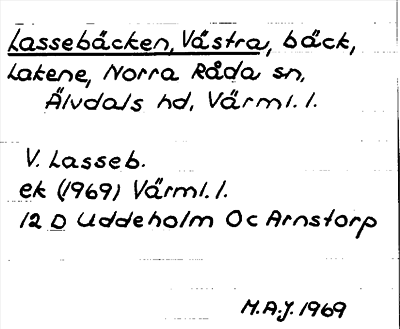 Lassebäcken, Västra, bäck,
Lakene, Norra Råda sn,
Älvdals hd, Värml. l.
V. Lasseb.
ek (1969) Värml. l.
12 D Uddeholm Oc Arnstorp
M.A.J. 1969